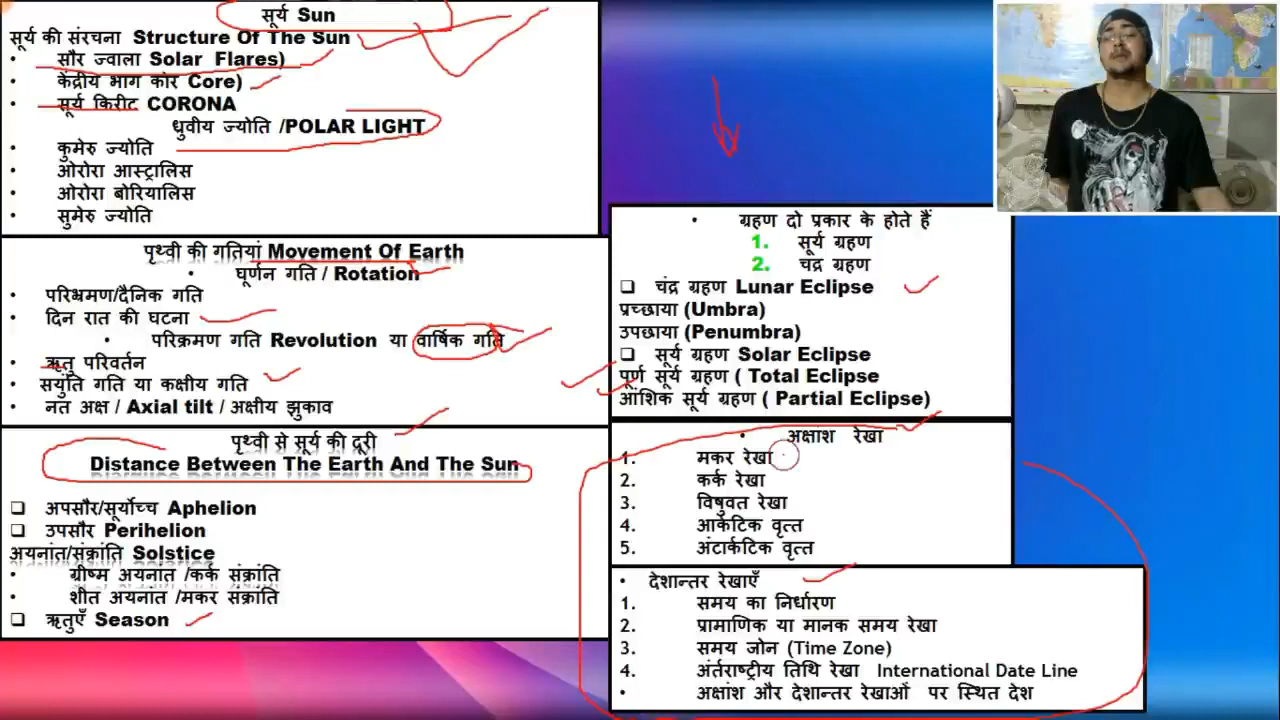 सूर्य Sun
सूर्य की संरचना Structure Of The Sun
• सौर ज्वाला Solar Flares)
• केंद्रीय भाग कोर Core)
• सूर्य किरीट CORONA
धुवीय ज्योति /POLAR LIGHT
• कुमेरु ज्योति
• ओरोरा आस्ट्रालिस
• ओरोरा बोरियालिस
• सुमेरु ज्योति
पृथ्वी की गतियां Movement Of Earth
• घूर्णन गति / Rotation
• परिभ्रमण/दैनिक गति
• दिन रात की घटना
• परिक्रमण गति Revolution या वार्षिक गति
• ऋतु परिवर्तन
• सयुंति गति या कक्षीय गति
• नत अक्ष / Axial tilt / अक्षीय झुकाव
पृथ्वी से सूर्य की दूरी
Distance Between The Earth And The Sun
❑ अपसौर/सूर्योच्च Aphelion
❑ उपसौर Perihelion
अयनांत/संक्रांति Solstice
• ग्रीष्म अयनांत /कर्क संक्रांति
• शीत अयनांत /मकर संक्रांति
❑ ऋतुएँ Season
• ग्रहण दो प्रकार के होते हैं
1. सूर्य ग्रहण
2. चद्र ग्रहण
❑ चंद्र ग्रहण Lunar Eclipse
प्रच्छाया (Umbra)
उपछाया (Penumbra)
❑ सूर्य ग्रहण Solar Eclipse
पूर्ण सूर्य ग्रहण ( Total Eclipse
आंशिक सूर्य ग्रहण ( Partial Eclipse)
• अक्षाश रेखा
1. मकर रेखा
2. कर्क रेखा
3. विषुवत रेखा
4. आर्कटिक वृत्त
5. अंटार्कटिक वृत्त
• देशान्तर रेखाएँ
1. समय का निर्धारण
2. प्रामाणिक या मानक समय रेखा
3. समय जोन (Time Zone)
4. अंर्तराष्ट्रीय तिथि रेखा International Date Line
• अक्षांश और देशान्तर रेखाओं पर स्थित देश